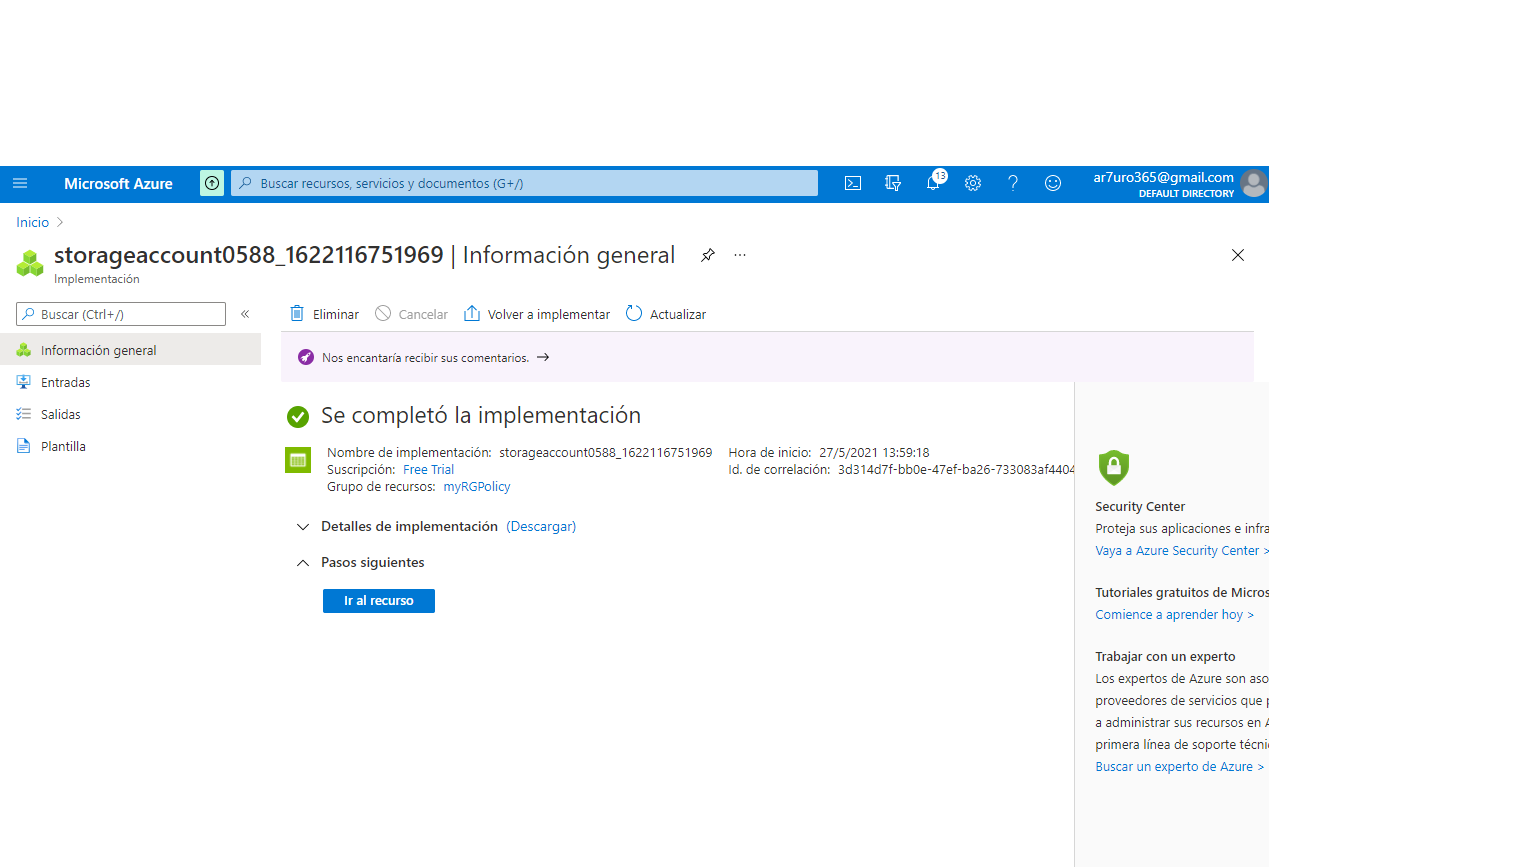 Microsoft Azure
Buscar recursos, servicios y documentos (G+/)
13
ar7uro365@gmail.com
DEFAULT DIRECTORY
Inicio
storageaccount0588_1622116751969 | Información general
...
Implementación
Buscar (Ctrl+/)
«
Información general
Entradas
Salidas
Plantilla
Eliminar
Cancelar
Volver a implementar
Actualizar
Nos encantaría recibir sus comentarios. →
Se completó la implementación
Nombre de implementación: storageaccount0588_1622116751969
Suscripción: Free Trial
Grupo de recursos: myRGPolicy
Hora de inicio: 27/5/2021 13:59:18
Id. de correlación: 3d314d7f-bb0e-47ef-ba26-733083af4404
Detalles de implementación (Descargar)
Pasos siguientes
Ir al recurso
Security Center
Proteja sus aplicaciones e infra
Vaya a Azure Security Center >
Tutoriales gratuitos de Micros
Comience a aprender hoy >
Trabajar con un experto
Los expertos de Azure son aso
proveedores de servicios que p
a administrar sus recursos en A
primera línea de soporte técni
Buscar un experto de Azure >